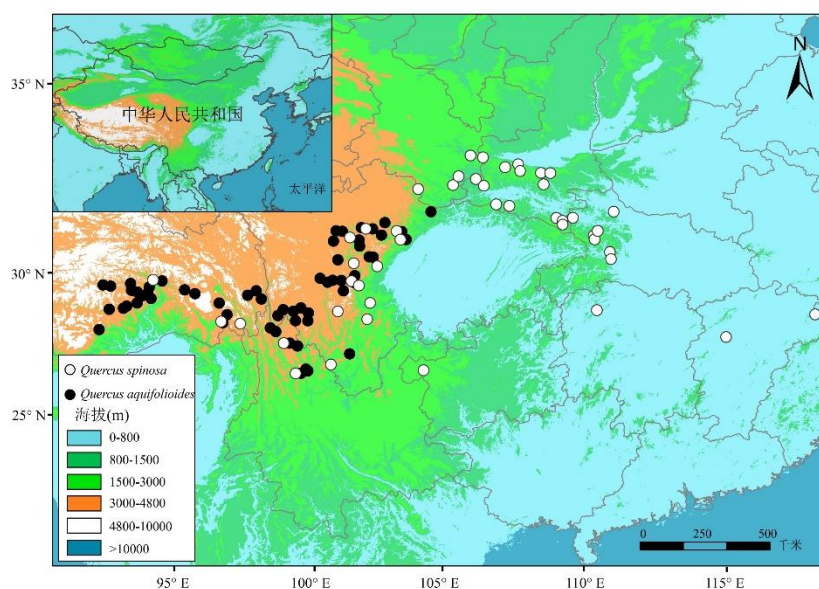 中华人民共和国
太平洋
N
35° N
30° N
25° N
Quercus spinosa
Quercus aquifolioides
海拔(m)
0-800
800-1500
1500-3000
3000-4800
4800-10000
>10000
0 250 500
千米
95° E 100° E 105° E 110° E 115° E